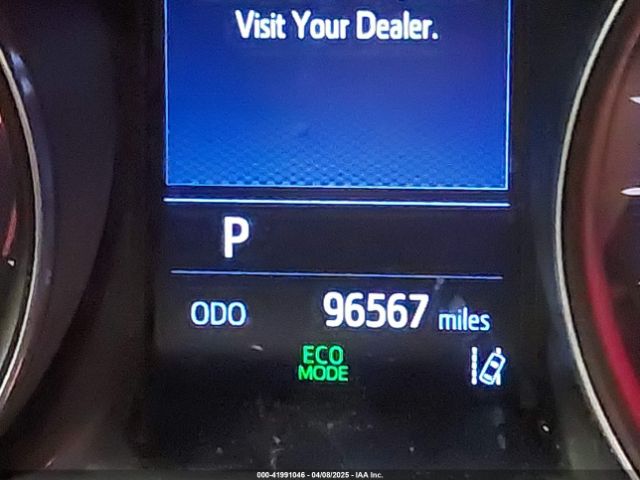 Visit Your Dealer.
P
ODO 96567 miles
ECO
MODE
000-41991046 - 04/08/2025 - IAA Inc.